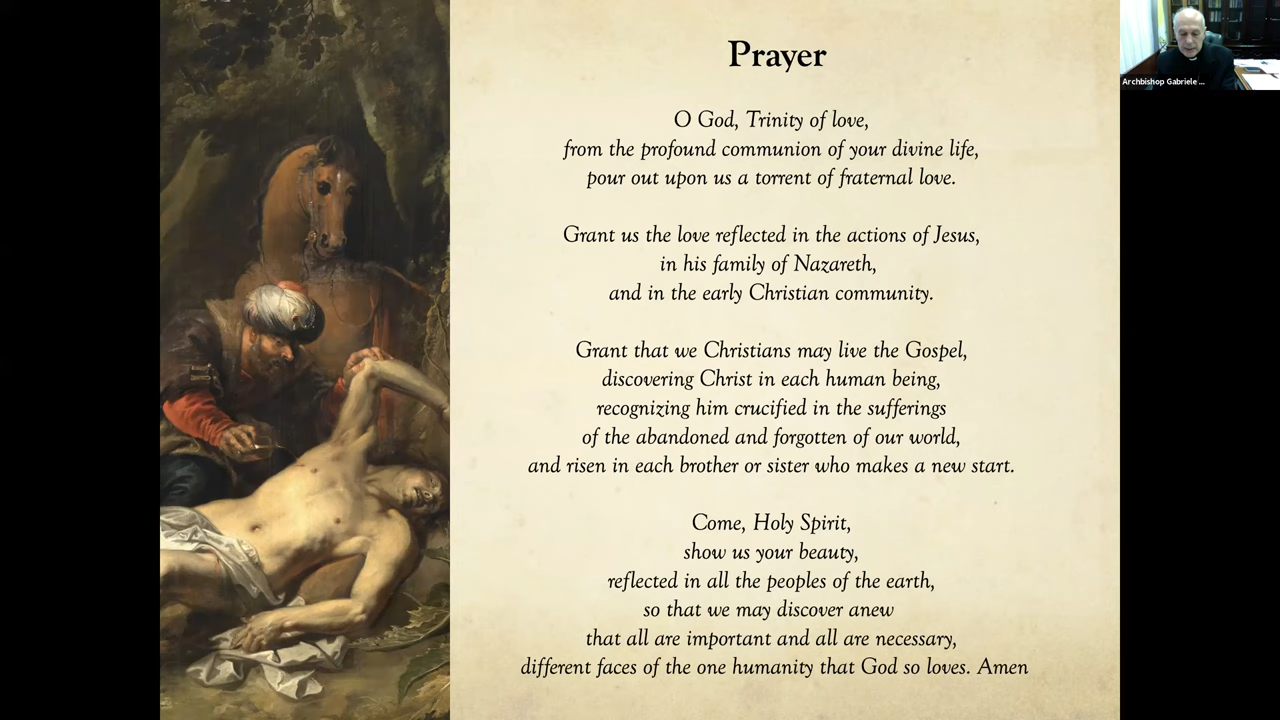 Prayer
O God, Trinity of love,
from the profound communion of your divine life,
pour out upon us a torrent of fraternal love.
Grant us the love reflected in the actions of Jesus,
in his family of Nazareth,
and in the early Christian community.
Grant that we Christians may live the Gospel,
discovering Christ in each human being,
recognizing him crucified in the sufferings
of the abandoned and forgotten of our world,
and risen in each brother or sister who makes a new start.
Come, Holy Spirit,
show us your beauty,
reflected in all the peoples of the earth,
so that we may discover anew
that all are important and all are necessary,
different faces of the one humanity that God so loves. Amen
Archbishop Gabriele ...